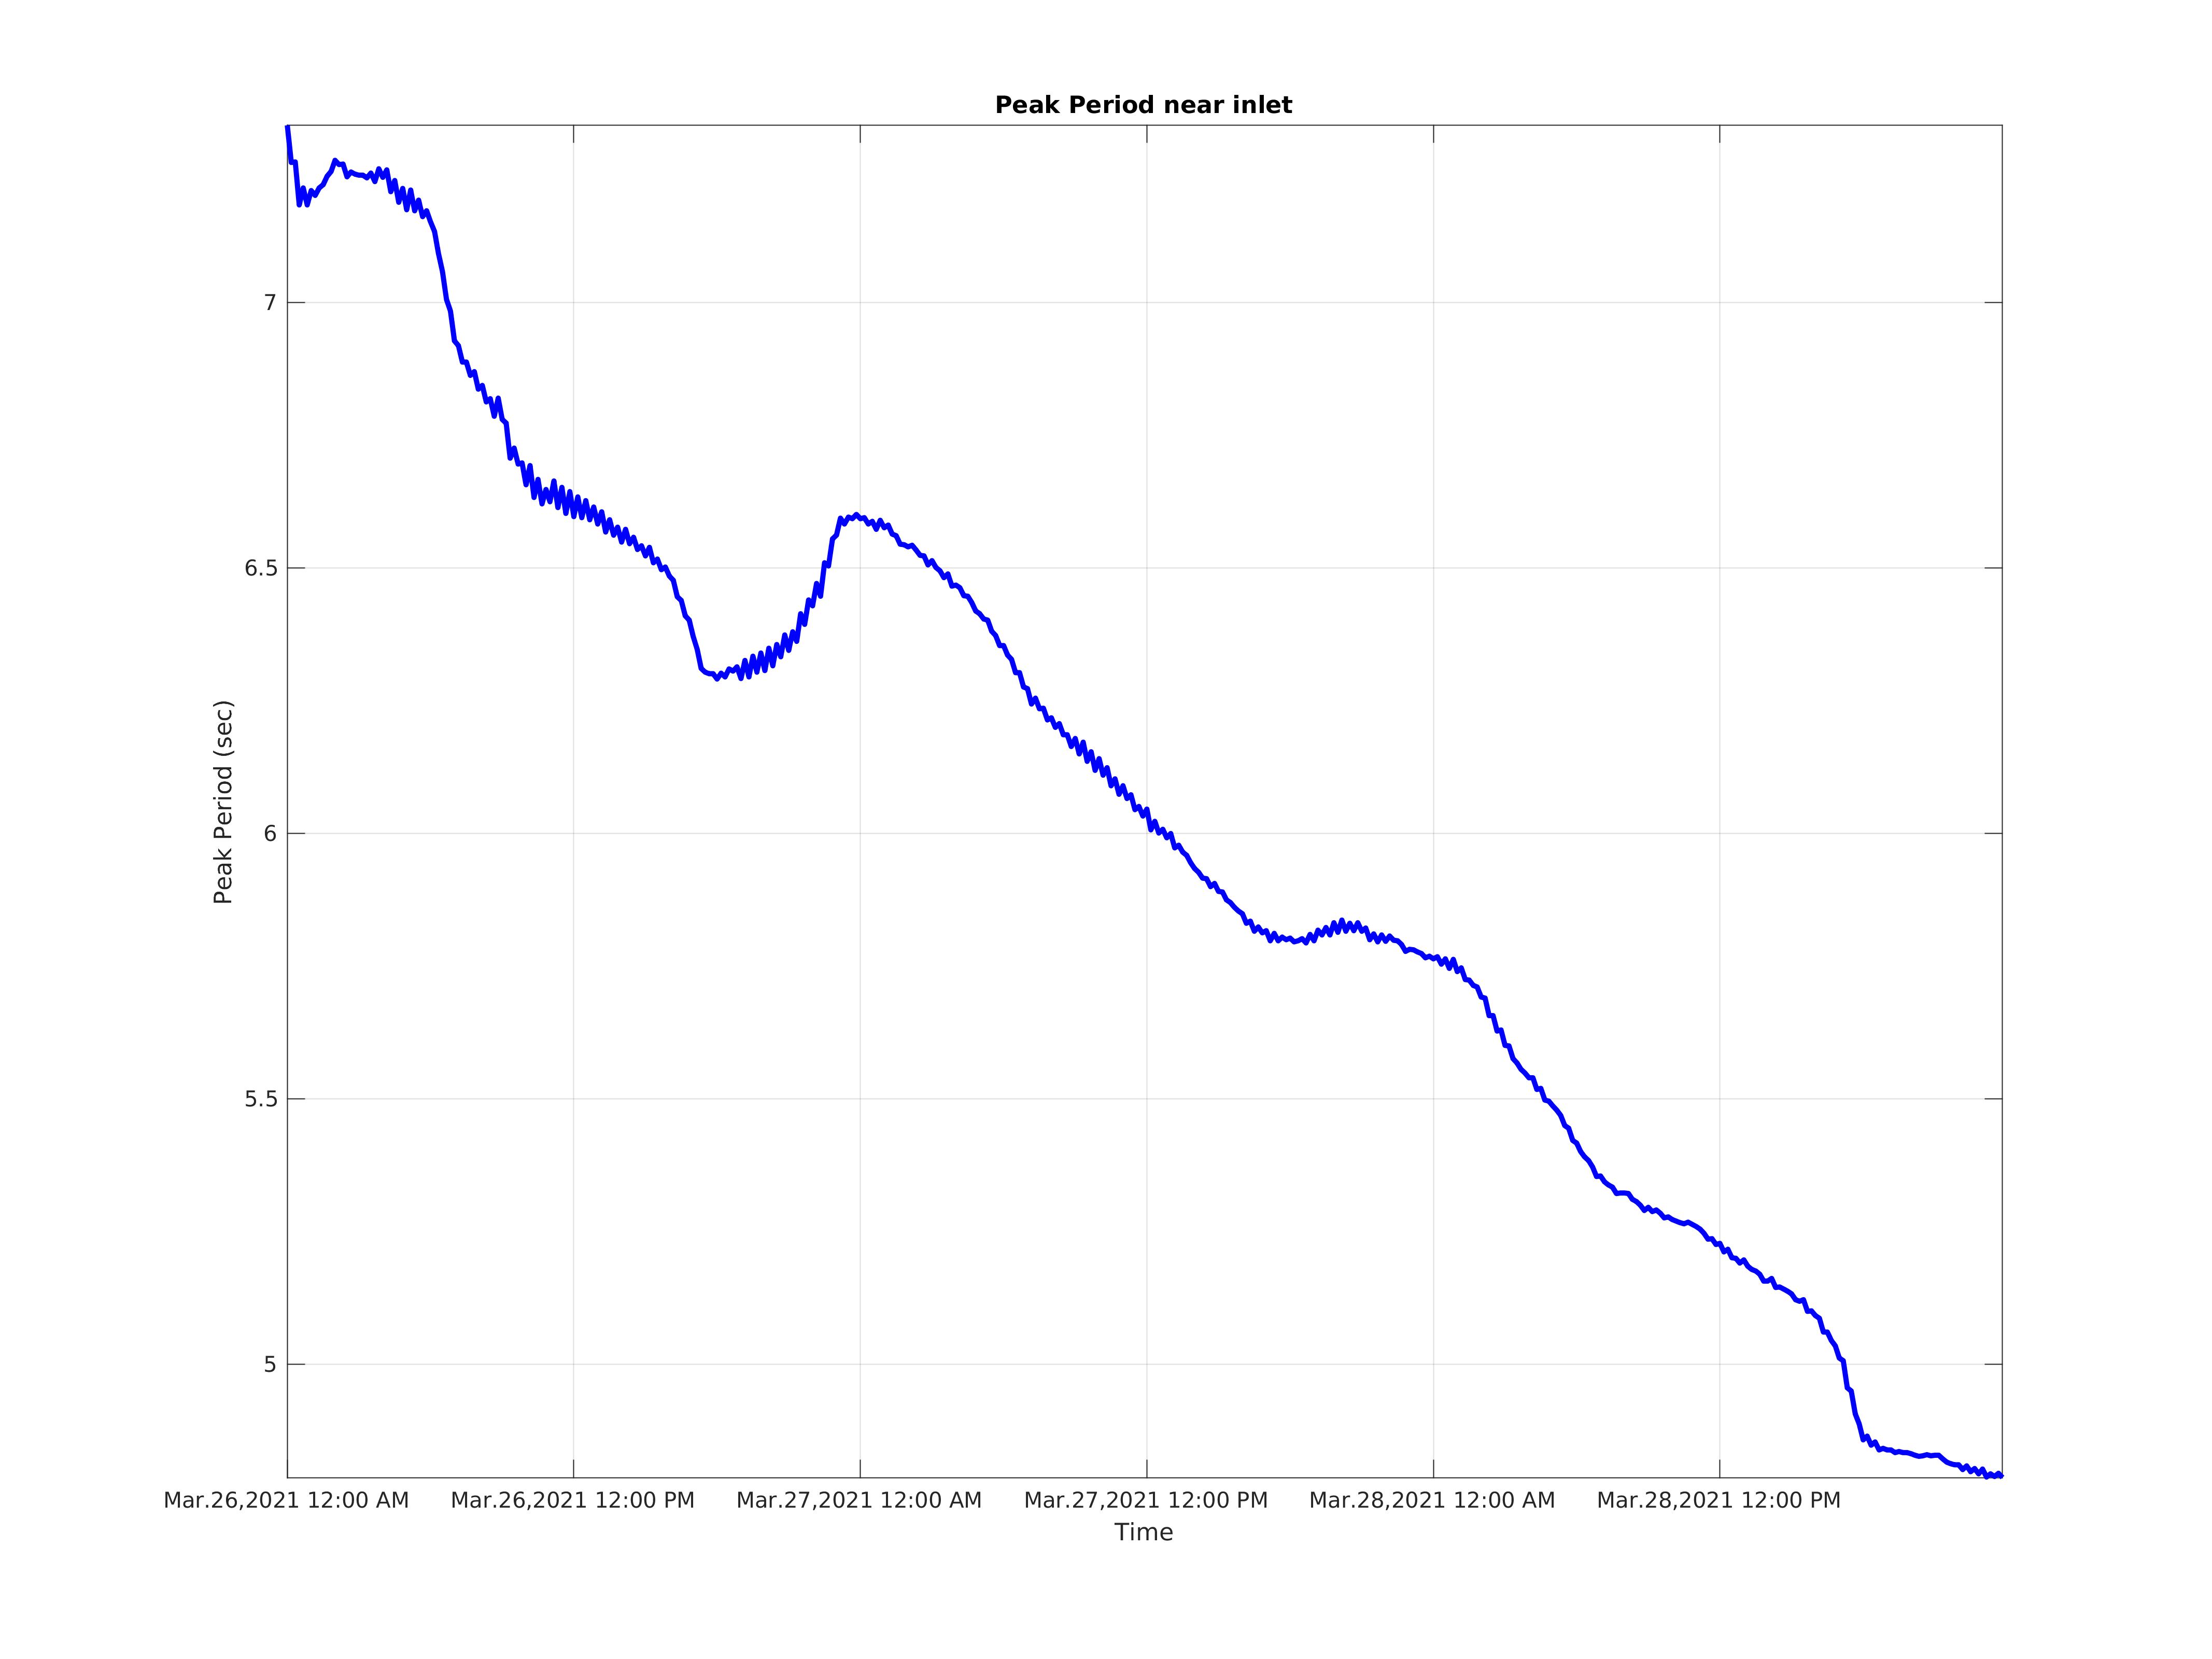 Peak Period near inlet
Peak Period (sec)
7
6.5
6
5.5
5
Mar.26,2021 12:00 AM
Mar.26,2021 12:00 PM
Mar.27,2021 12:00 AM
Mar.27,2021 12:00 PM
Mar.28,2021 12:00 AM
Mar.28,2021 12:00 PM
Time